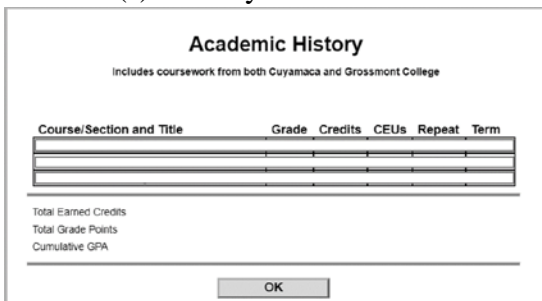 Academic History
Includes coursework from both Cuyamaca and Grossmont College
Course/Section and Title Grade Credits CEUs Repeat Term
Total Earned Credits
Total Grade Points
Cumulative GPA
OK